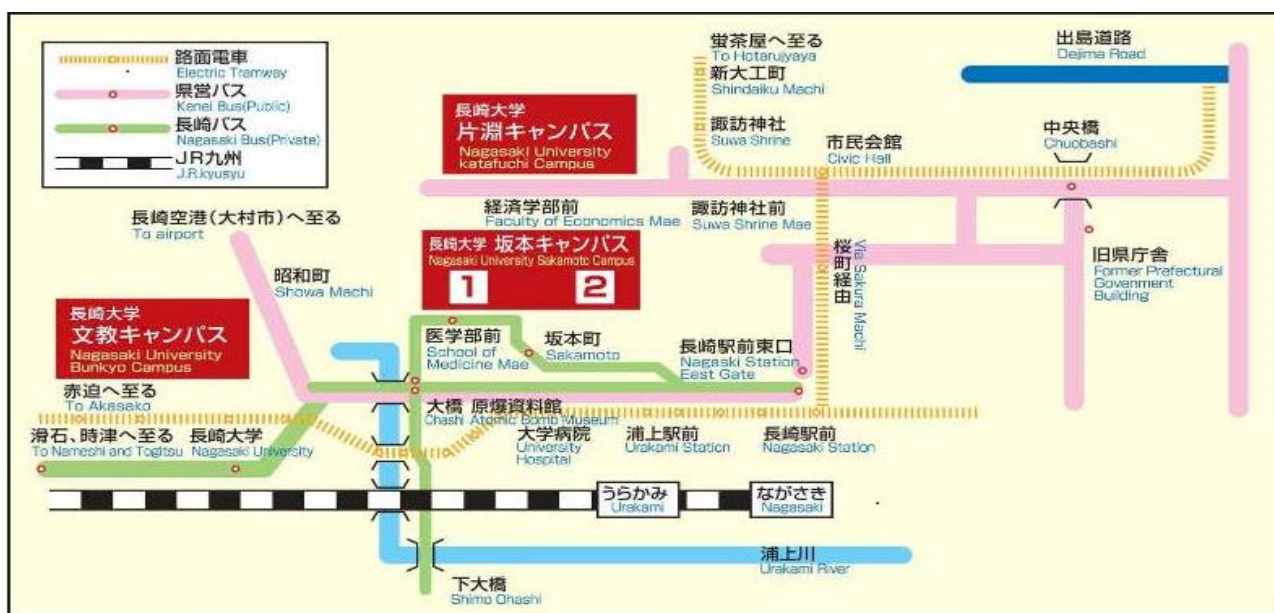 路面電車
Electric Tramway
県営バス
Kenei Bus(Public)
長崎バス
Nagasaki Bus(Private)
JR九州
J.R.kyusyu
蛍茶屋へ至る
To Hotarujyaya
新大工町
Shindaiku Machi
諏訪神社
Suwa Shrine
出島道路
Dejima Road
長崎大学
片淵キャンパス
Nagasaki University
katafuchi Campus
市民会館
Civic Hall
中央橋
Chuobashi
経済学部前
Faculty of Economics Mae
諏訪神社前
Suwa Shrine Mae
長崎空港(大村市)へ至る
To airport
昭和町
Showa Machi
長崎大学 坂本キャンパス
Nagasaki University Sakamoto Campus
1
2
桜町経由
Via Sakura Machi
旧県庁舎
Former Prefectural
Govenment
Building
長崎大学
文教キャンパス
Nagasaki University
Bunkyo Campus
医学部前
School of
Medicine Mae
坂本町
Sakamoto
長崎駅前東口
Nagaski Station
East Gate
赤迫へ至る
To Akasako
大橋
Ohashi
原爆資料館
Atomic Bomb Museum
滑石、時津へ至る
To Nameshi and Togitsu
長崎大学
Nagasaki University
大学病院
University
Hospital
浦上駅前
Urakami Station
長崎駅前
Nagasaki Station
うらかみ
Urakami
ながさき
Nagasaki
浦上川
Urakami River
下大橋
Shimo Ohashi